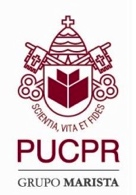 SCIENTIA, VITA ET FIDES
PUCPR
GRUPO MARISTA